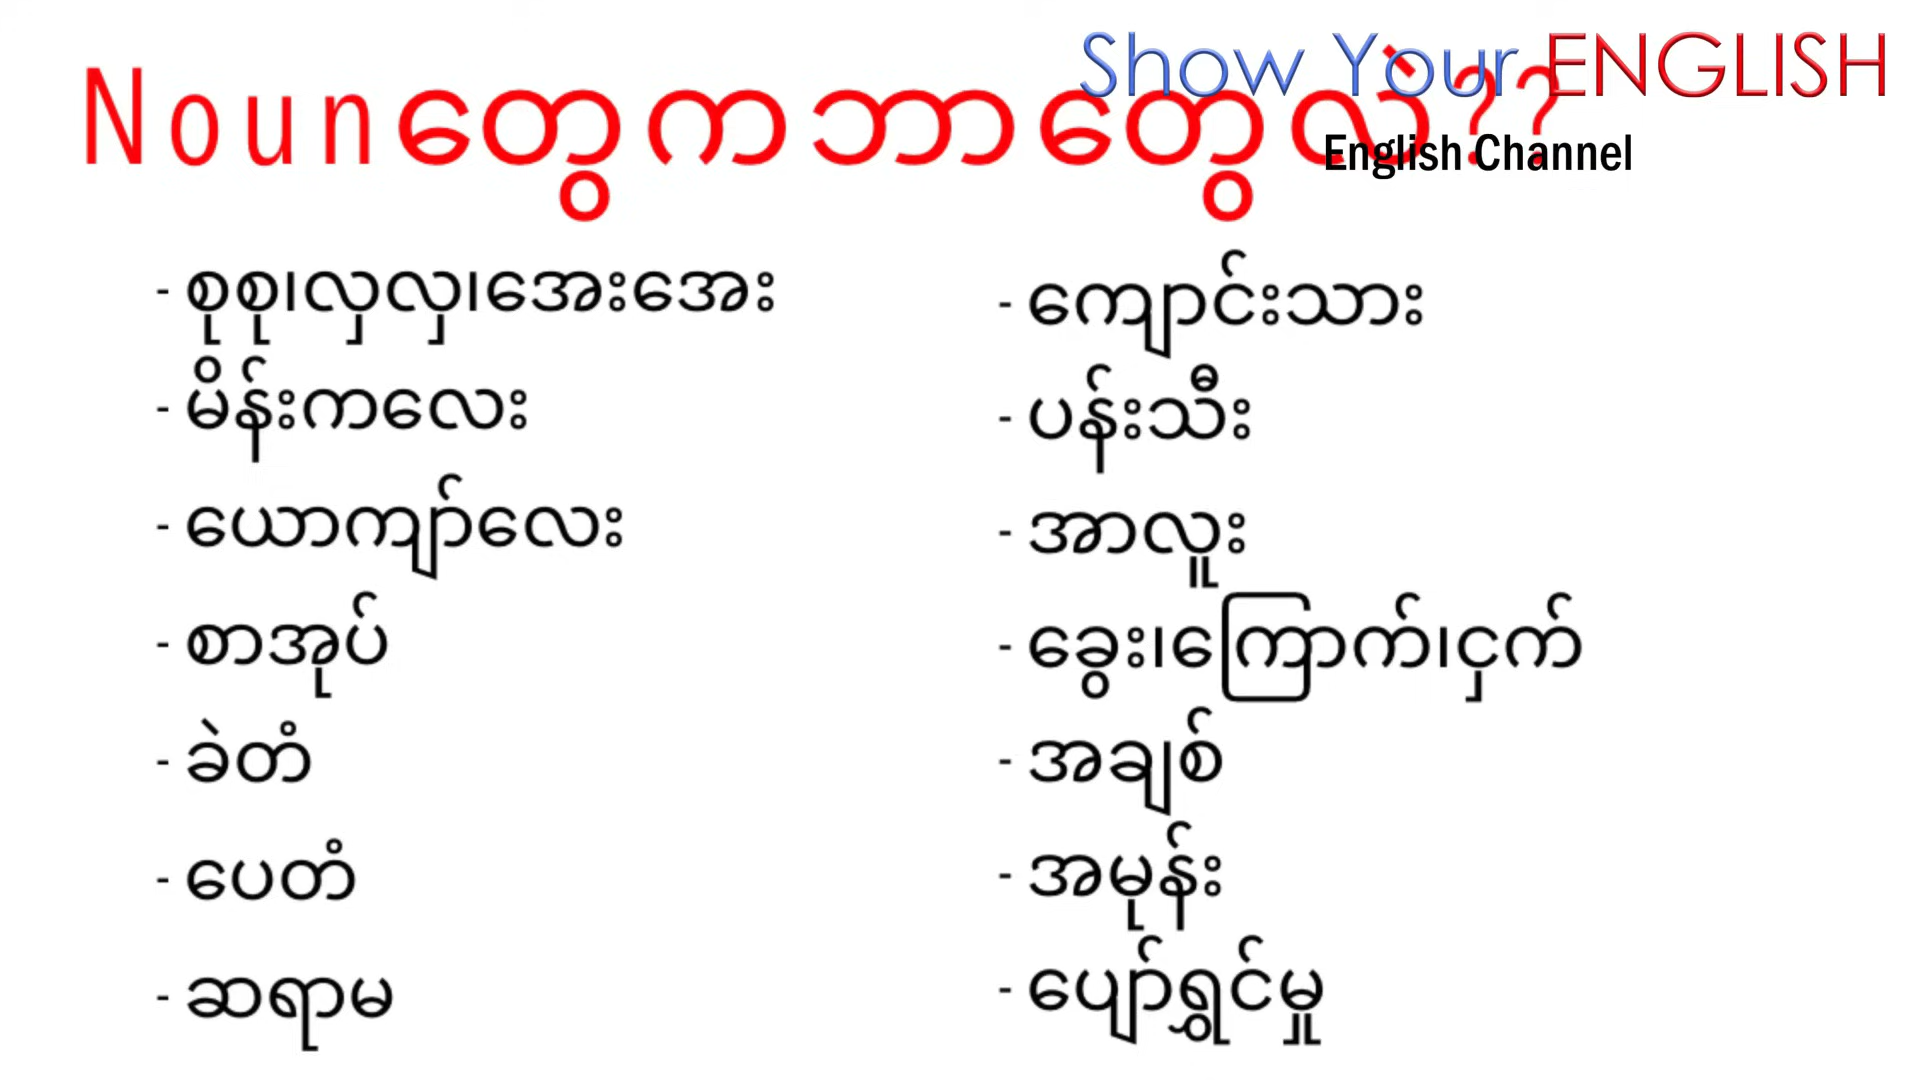 Show Your ENGLISH
Nounတွေကဘာတွေလဲ??
English Channel
- စုစု၊လှလှ၊အေးအေး
- မိန်းကလေး
- ယောကျာ်လေး
- စာအုပ်
- ခဲတံ
- ပေတံ
- ဆရာမ
- ကျောင်းသား
- ပန်းသီး
- အာလူး
- ခွေး၊ကြောက်၊ငှက်
- အချစ်
- အမုန်း
- ပျော်ရွှင်မှု